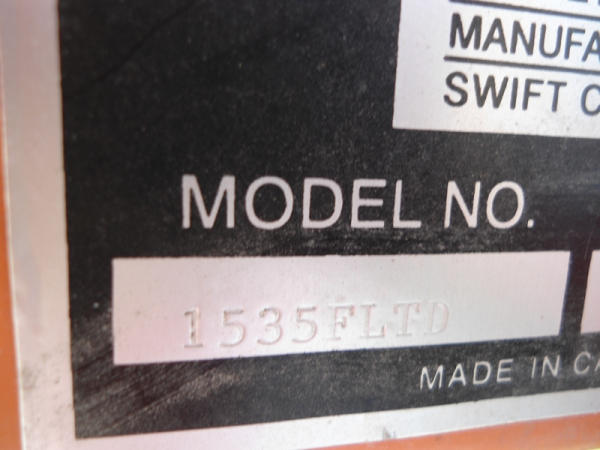 MANUFA
SWIFT C
MODEL NO.
1535FLTD
MADE IN CA